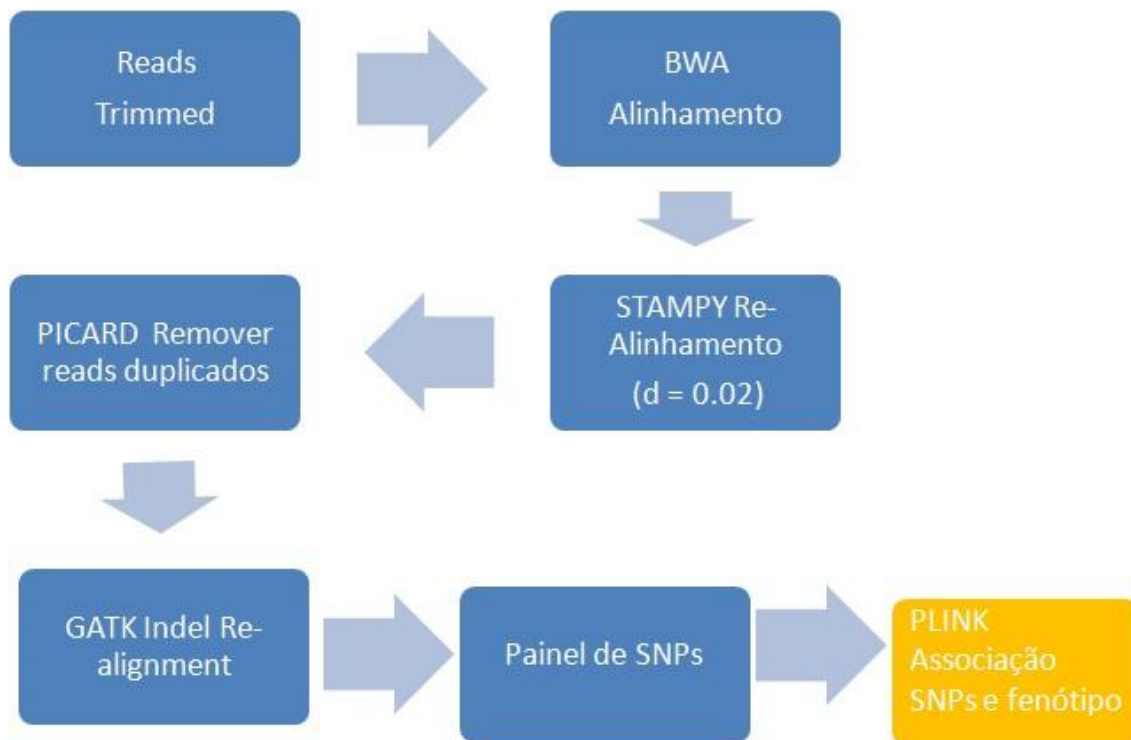 Reads
Trimmed
BWA
Alinhamento
STAMPY Re-
Alinhamento
(d = 0.02)
PICARD Remover
reads duplicados
GATK Indel Re-
alignment
Painel de SNPs
PLINK
Associação
SNPs e fenótipo